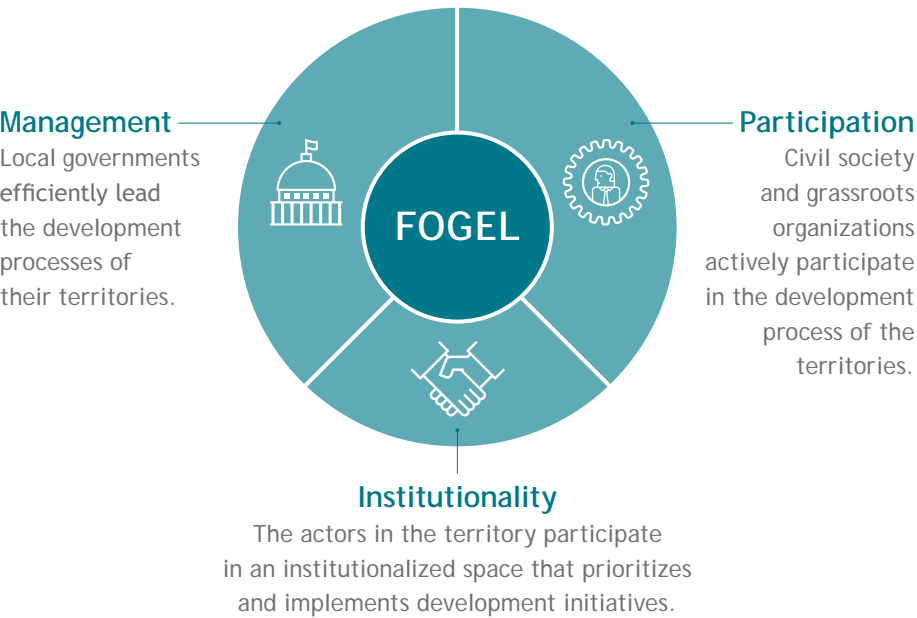 Management
Local governments
efficiently lead
the development
processes of
their territories.
FOGEL
Participation
Civil society
and grassroots
organizations
actively participate
in the development
process of the
territories.
Institutionality
The actors in the territory participate
in an institutionalized space that prioritizes
and implements development initiatives.